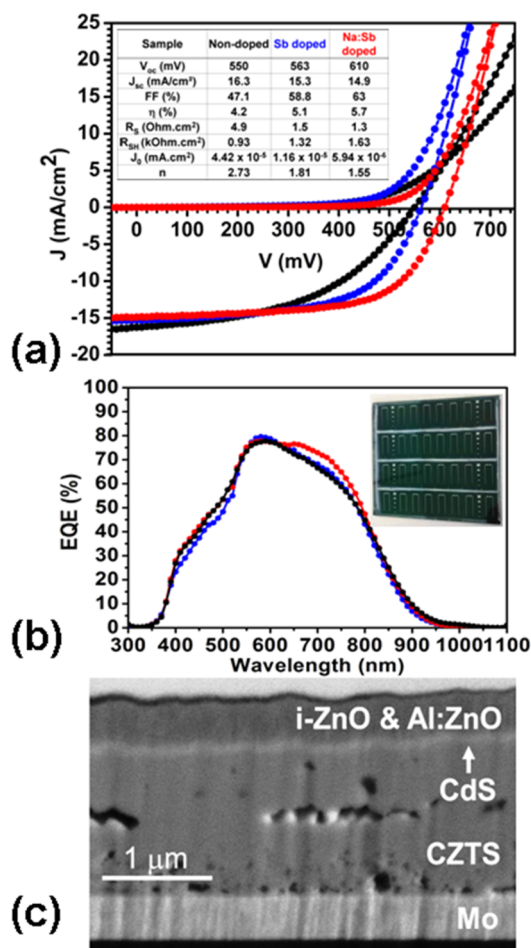 (a)
25
20
15
10
5
0
-5
-10
-15
-20
J (mA/cm²)
Sample Non-doped Sb doped Na:Sb doped
Voc (mV) 550 563 610
Jsc (mA/cm²) 16.3 15.3 14.9
FF (%) 47.1 58.8 63
η (%) 4.2 5.1 5.7
RS (Ohm.cm²) 4.9 1.5 1.3
RSH (kOhm.cm²) 0.93 1.32 1.63
J0 (mA.cm²) 4.42 x 10⁻⁵ 1.16 x 10⁻⁵ 5.94 x 10⁻⁶
n 2.73 1.81 1.55
0 100 200 300 400 500 600 700
V (mV)
(b)
100
90
80
70
60
50
40
30
20
10
0
EQE (%)
300 400 500 600 700 800 900 1000 1100
Wavelength (nm)
(c)
i-ZnO & Al:ZnO
CdS
CZTS
1 µm
Mo